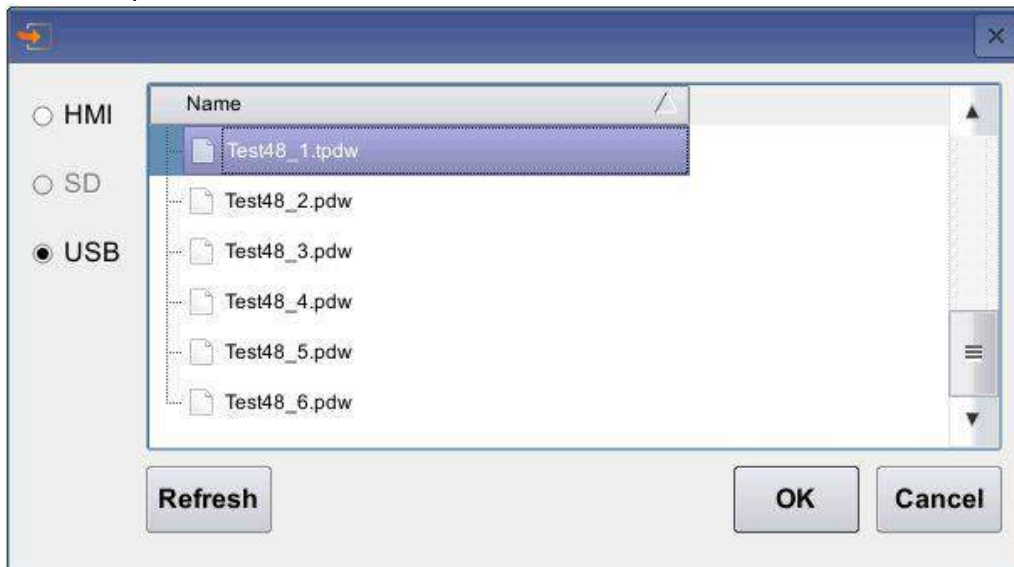 HMI
SD
USB
Name
Test48_1.tpdw
Test48_2.pdw
Test48_3.pdw
Test48_4.pdw
Test48_5.pdw
Test48_6.pdw
Refresh
OK
Cancel